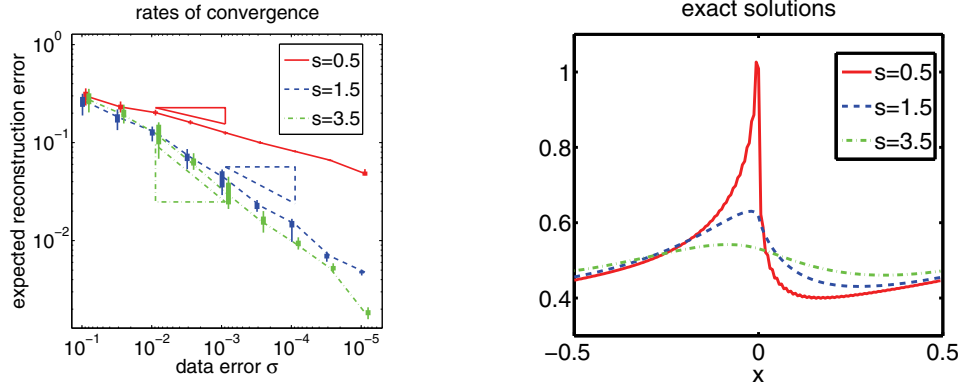 rates of convergence
10^0
10^-1
10^-2
expected reconstruction error
s=0.5
s=1.5
s=3.5
10^-1 10^-2 10^-3 10^-4 10^-5
data error σ
exact solutions
1
0.8
0.6
0.4
s=0.5
s=1.5
s=3.5
−0.5 0 0.5
x